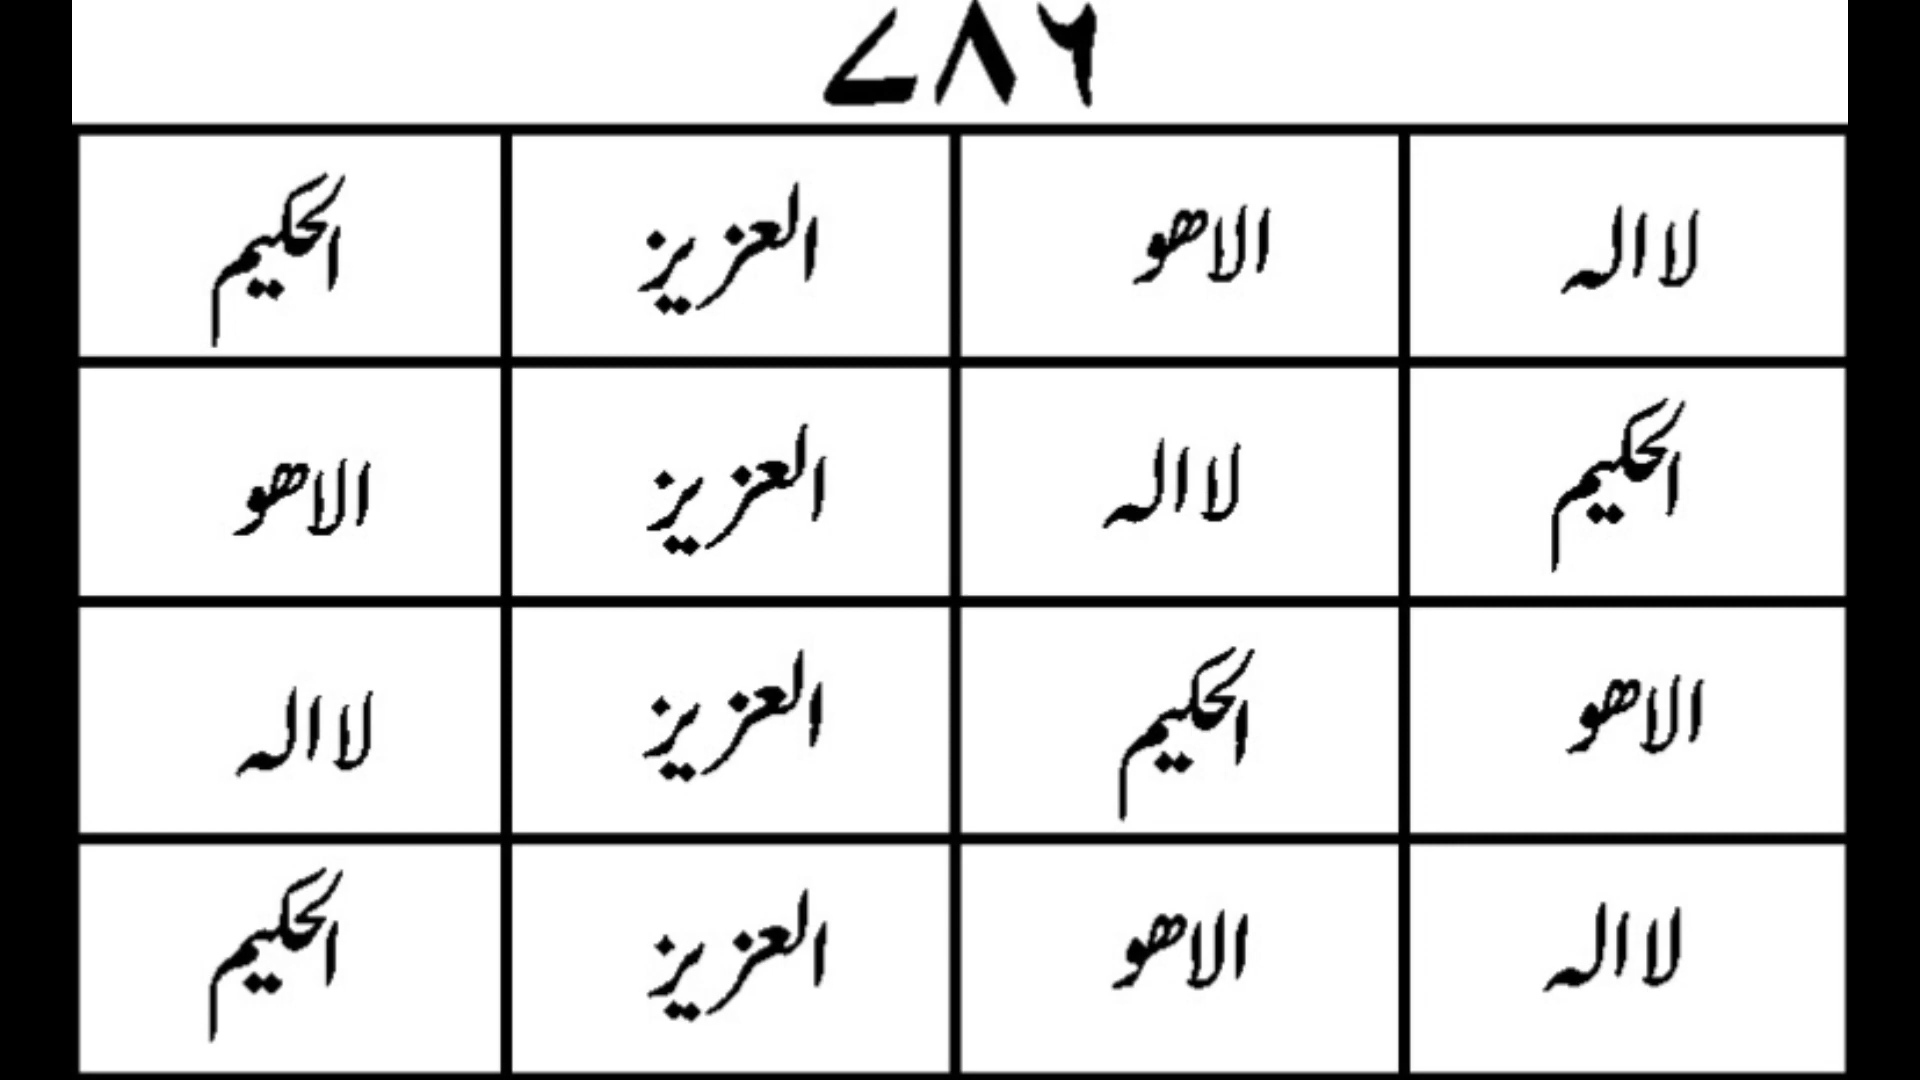 ۷۸۶
لا اله الا هو العزيز الحكيم
الحكيم لا اله العزيز الا هو
الا هو الحكيم العزيز لا اله
لا اله الا هو العزيز الحكيم